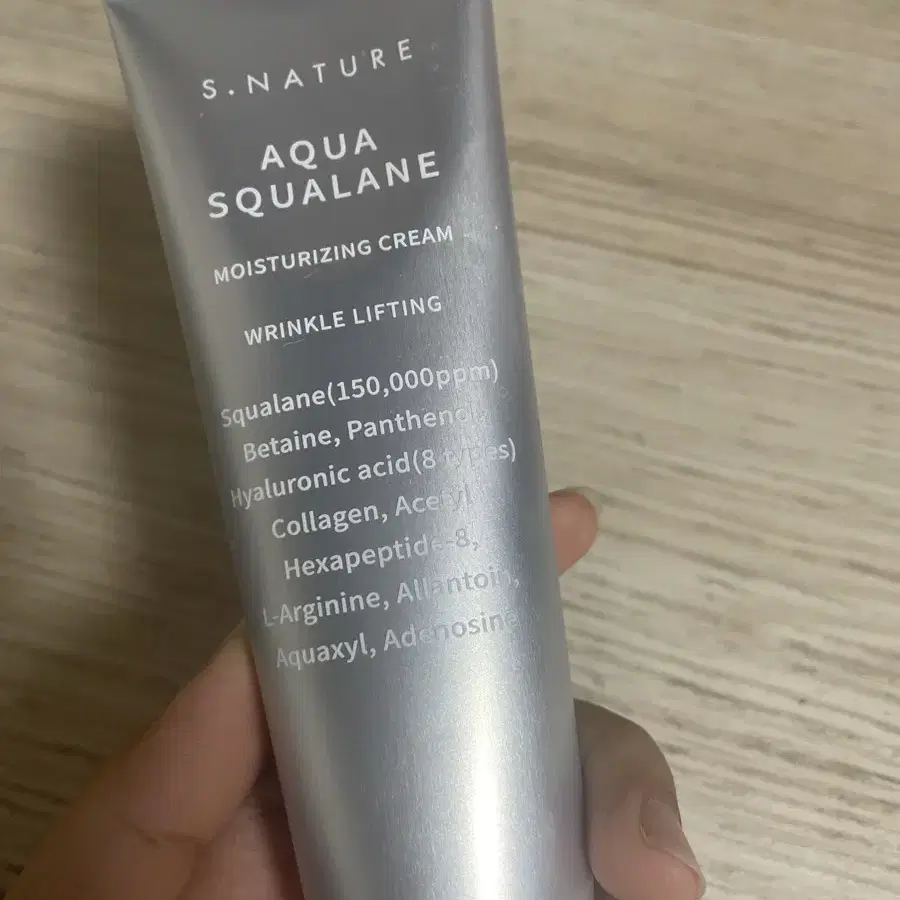 S.NATURE
AQUA
SQUALANE
MOISTURIZING CREAM
WRINKLE LIFTING
Squalane(150,000ppm)
Betaine, Panthenol,
Hyaluronic acid(8 types)
Collagen, Acetyl
Hexapeptide-8,
L-Arginine, Allantoin,
Aquaxyl, Adenosine